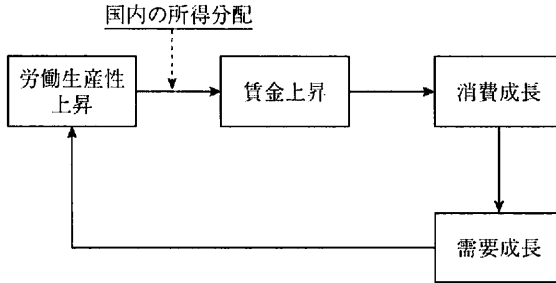 国内の所得分配
労働生産性
上昇
賃金上昇
消費成長
需要成長